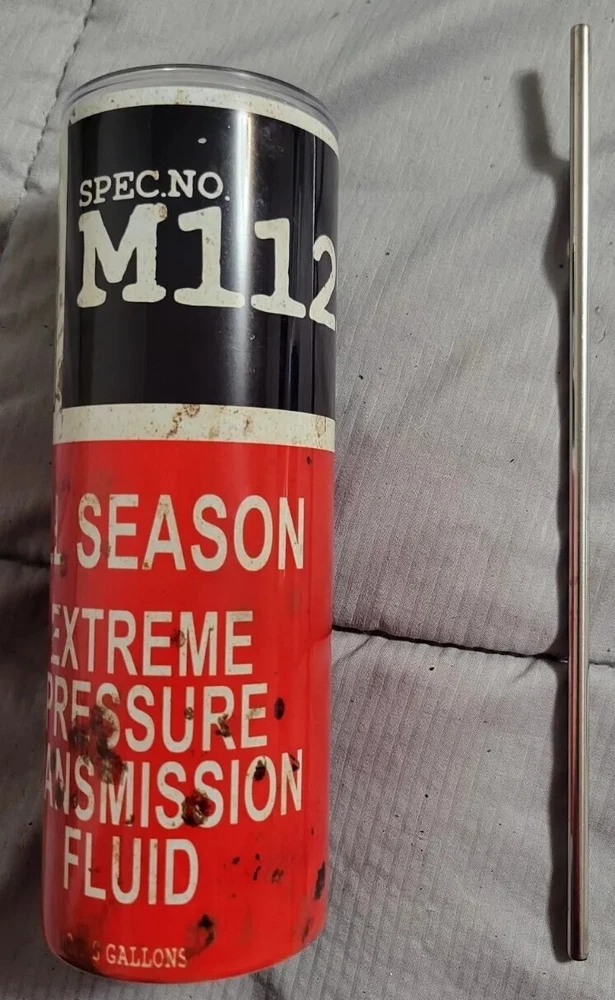 SPEC.NO.
M112
SEASON
EXTREME
PRESSURE
ANSMISSION
FLUID
GALLONS